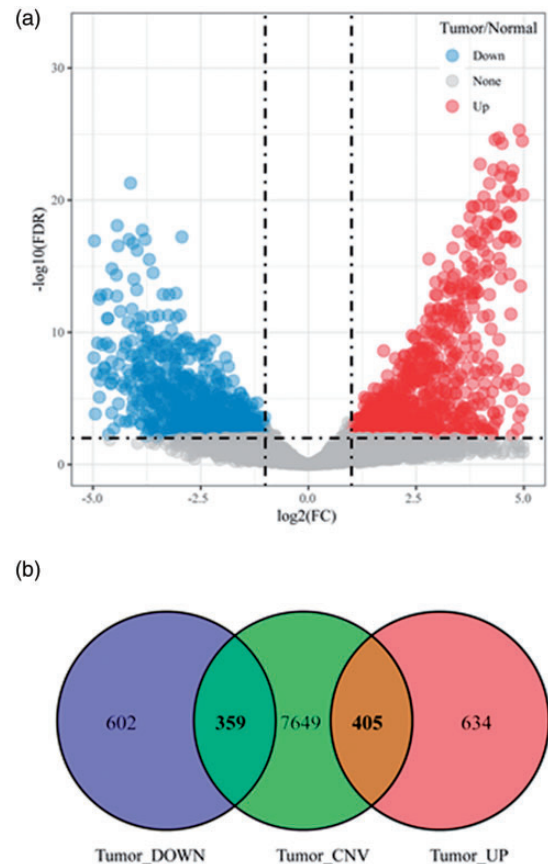 (a)
Tumor/Normal
Down
None
Up
30
20
10
0
-log10(FDR)
-5.0 -2.5 0.0 2.5 5.0
log2(FC)
(b)
602 359 7649 405 634
Tumor_DOWN Tumor_CNV Tumor_UP